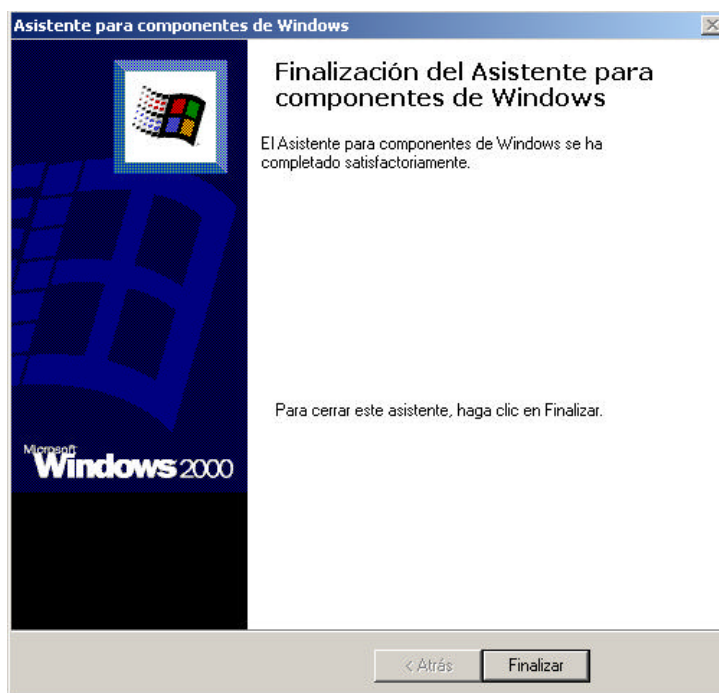 Asistente para componentes de Windows
Finalización del Asistente para
componentes de Windows
El Asistente para componentes de Windows se ha
completado satisfactoriamente.
Para cerrar este asistente, haga clic en Finalizar.
Microsoft
Windows 2000
< Atrás
Finalizar